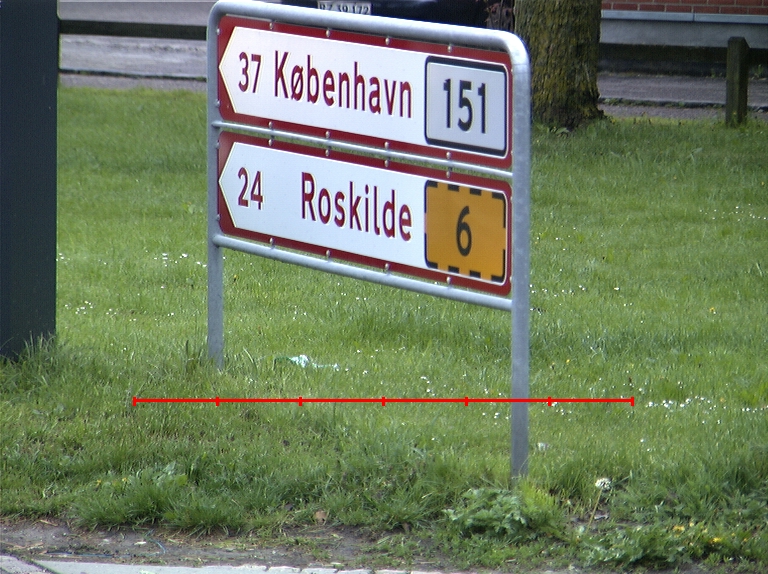 37 København 151
24 Roskilde 6